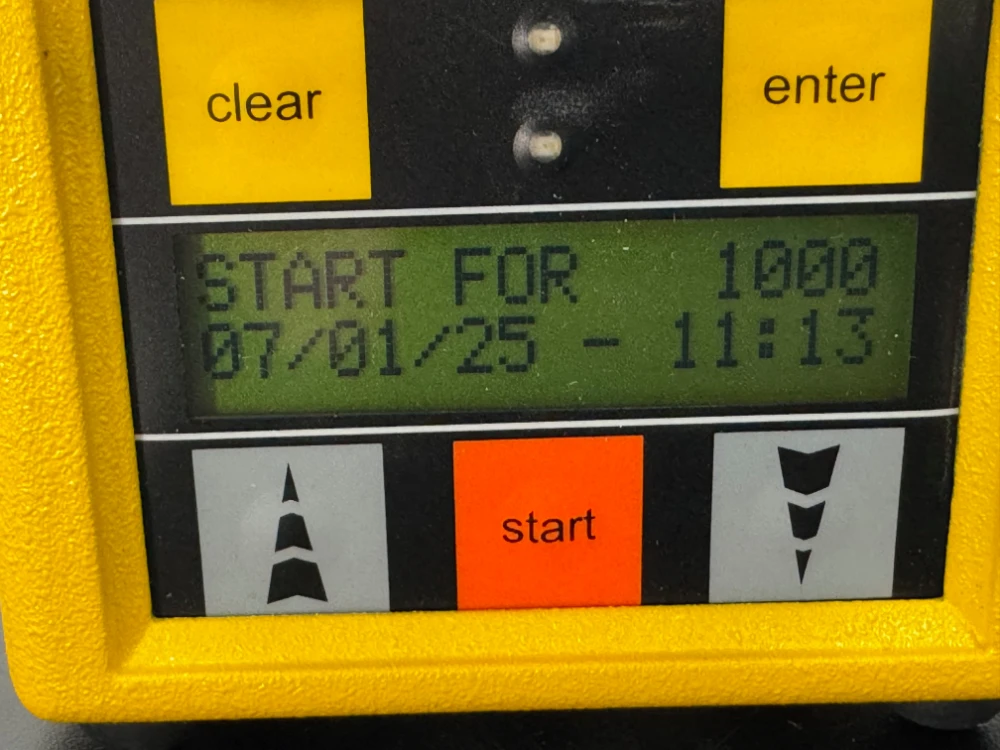 clear
enter
START FOR 1000
07/01/25 - 11:13
start